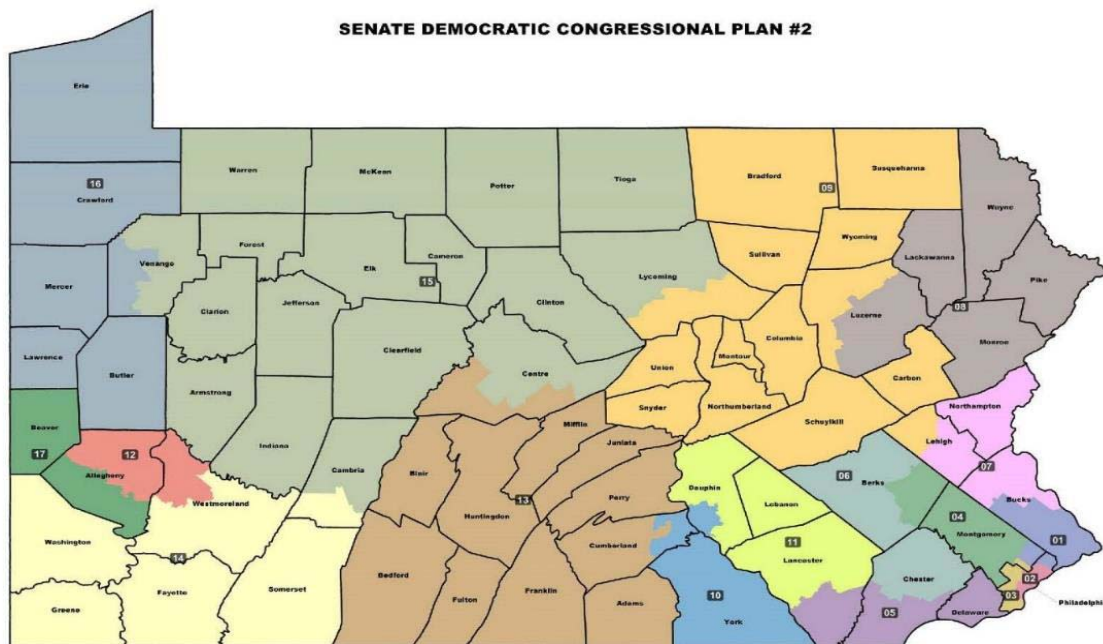 SENATE DEMOCRATIC CONGRESSIONAL PLAN #2
Erie
Warren
McKean
Potter
Tioga
Bradford
Susquehanna
16
Crawford
09
Wayne
Forest
Wyoming
Venango
Elk
Cameron
Sullivan
Lackawanna
Mercer
15
Lycoming
Pike
Clarion
Jefferson
Clinton
Luzerne
08
Lawrence
Clearfield
Columbia
Monroe
Butler
Centre
Union
Montour
Carbon
Armstrong
Snyder
Northumberland
Northampton
Beaver
Mifflin
Schuylkill
Indiana
Juniata
Lehigh
17
12
Cambria
Blair
07
Allegheny
Dauphin
06
Berks
Westmoreland
Perry
Lebanon
Bucks
13
Huntingdon
04
Montgomery
Washington
Cumberland
11
01
14
Lancaster
Chester
02
Bedford
Somerset
Fayette
Franklin
10
03
Philadelphia
Greene
Fulton
Adams
York
05
Delaware